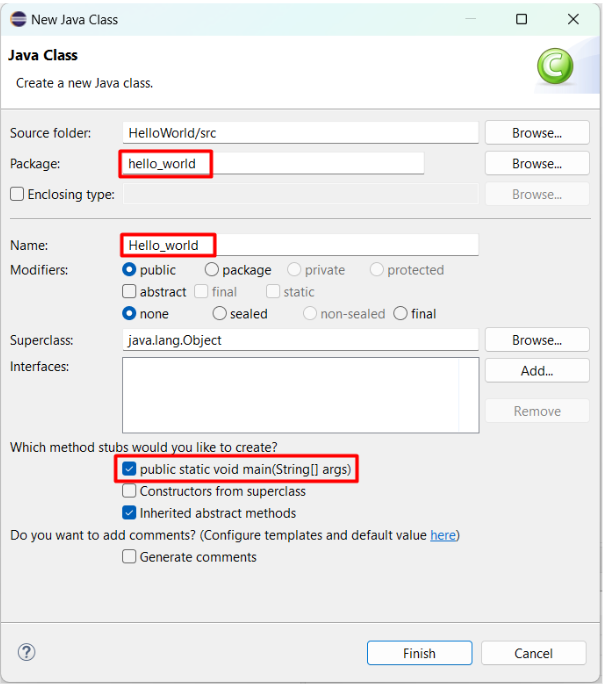 New Java Class
Java Class
Create a new Java class.
Source folder: HelloWorld/src Browse...
Package: hello_world Browse...
Enclosing type: Browse...
Name: Hello_world
Modifiers: public package private protected
abstract final static
none sealed non-sealed final
Superclass: java.lang.Object Browse...
Interfaces: Add...
Remove
Which method stubs would you like to create?
public static void main(String[] args)
Constructors from superclass
Inherited abstract methods
Do you want to add comments? (Configure templates and default value here)
Generate comments
? Finish Cancel